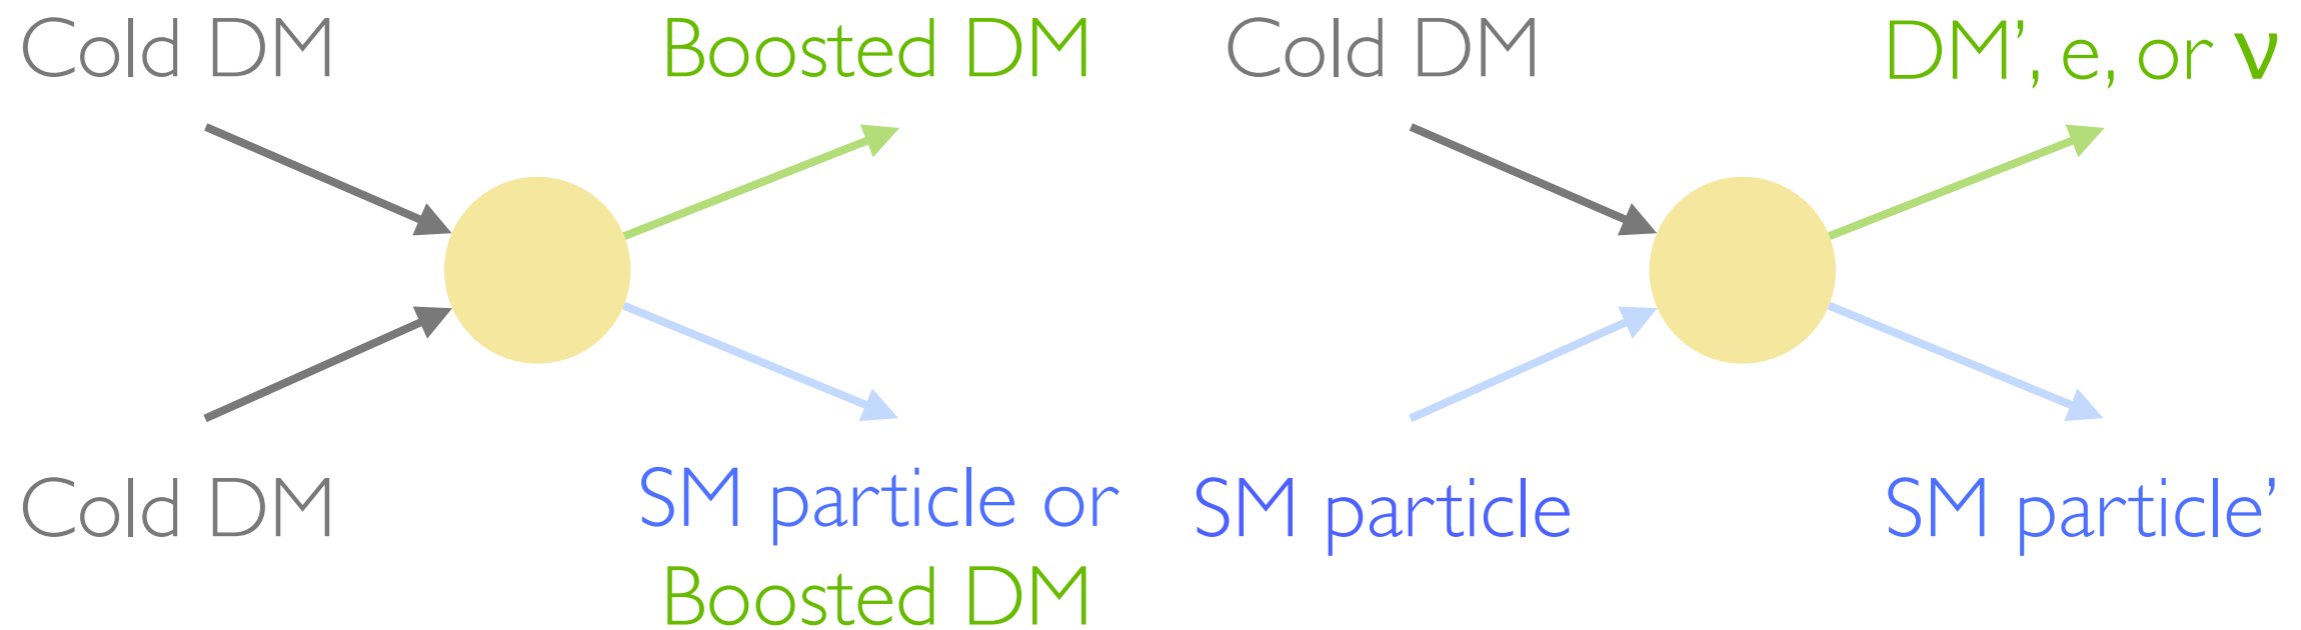 Cold DM
Boosted DM
Cold DM
SM particle or
Boosted DM
Cold DM
DM’, e, or ν
SM particle
SM particle’